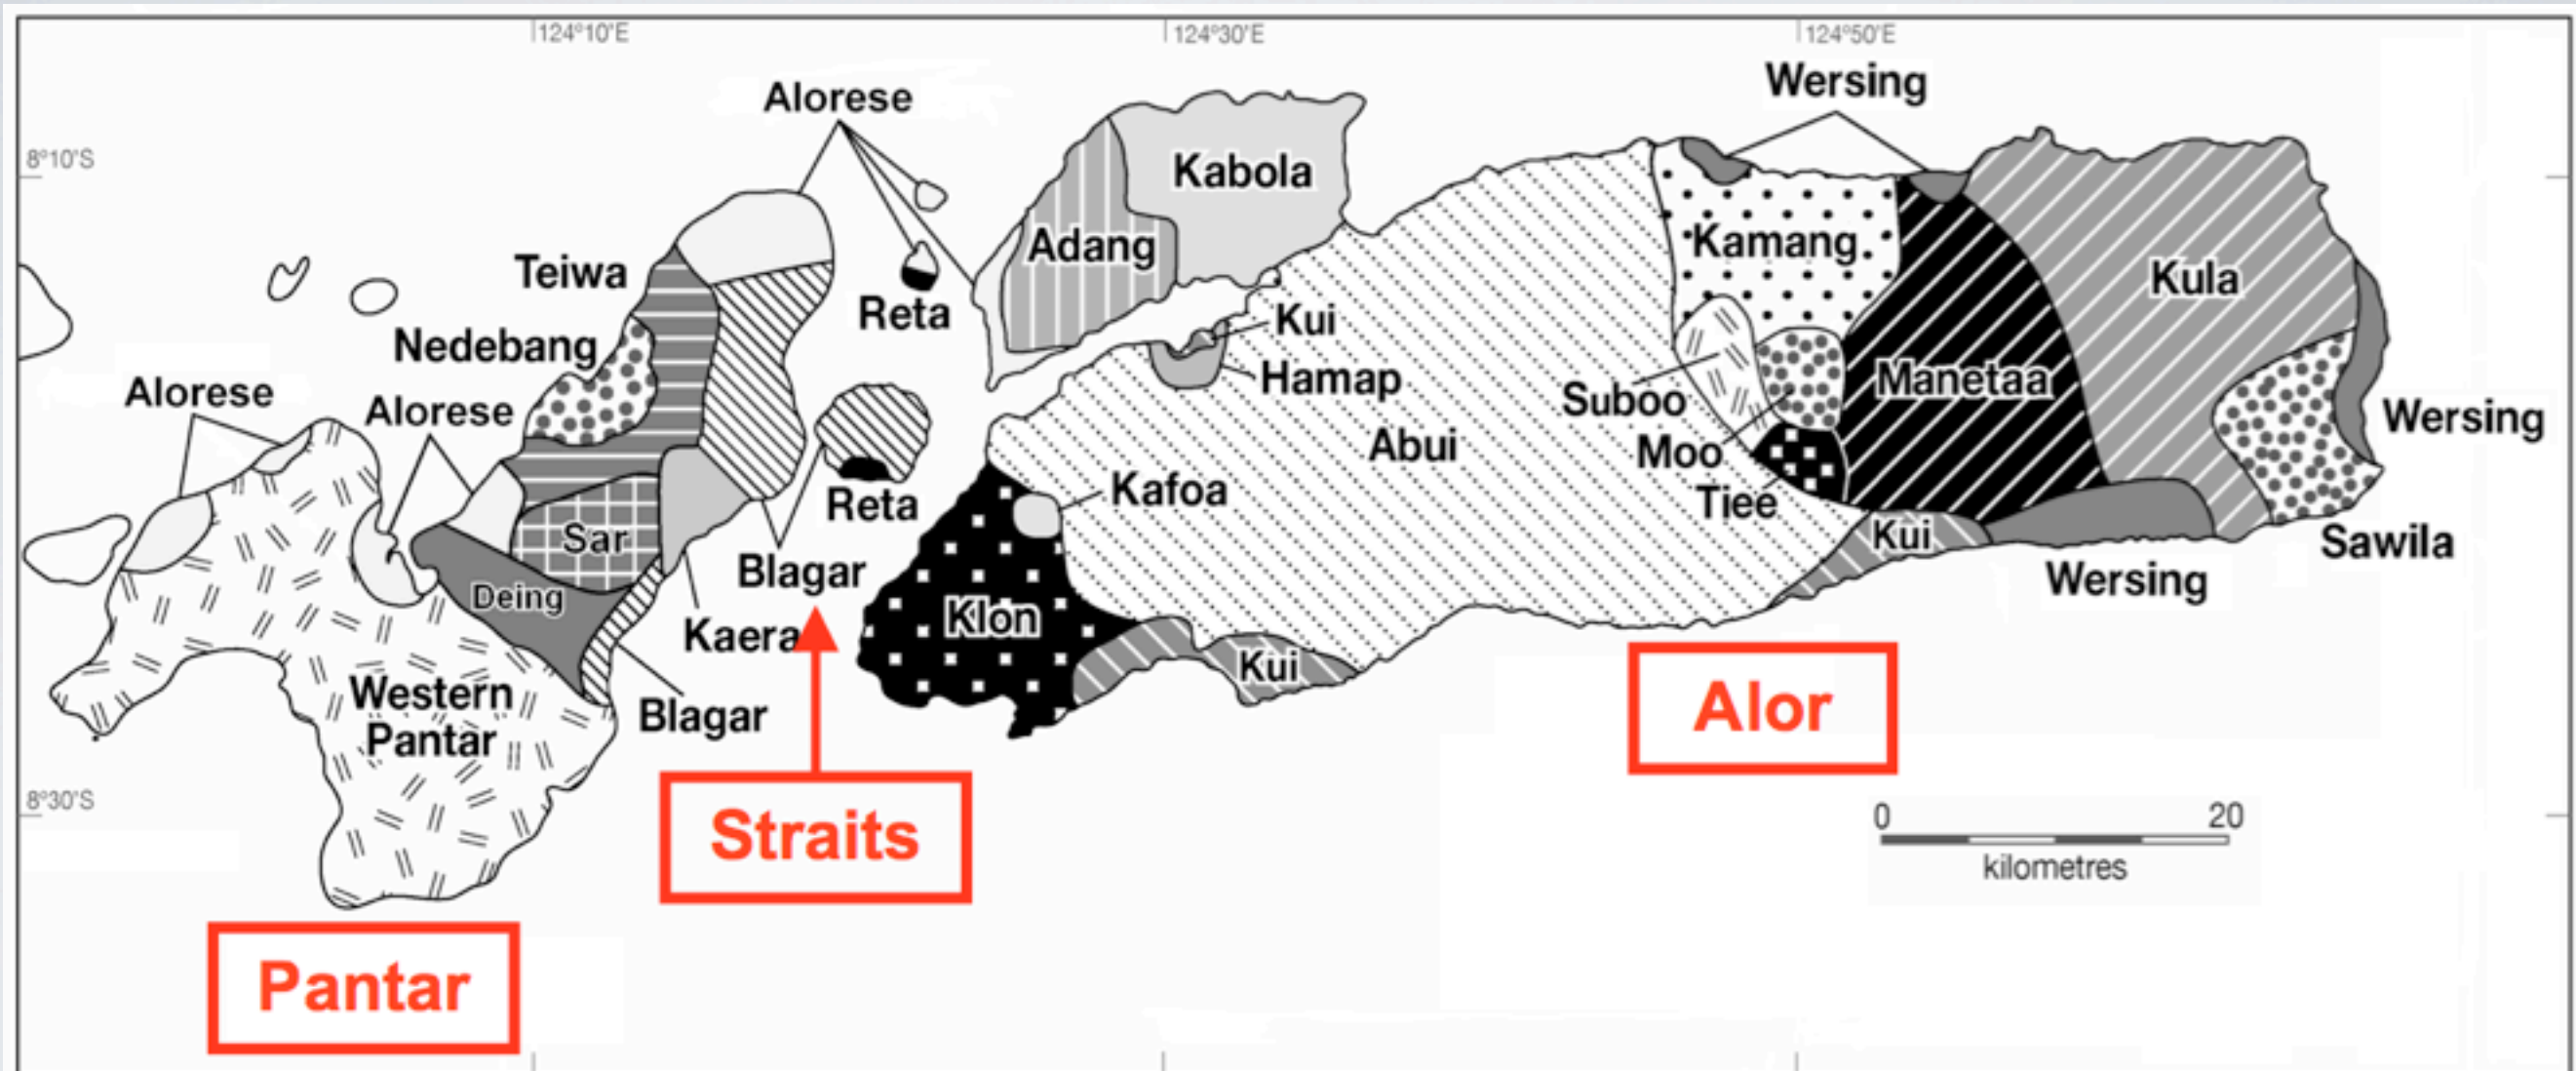 124°10'E
124°30'E
124°50'E
Wersing
Alorese
8°10'S
Kabola
Adang
Kamang
Teiwa
Kula
Reta
Kui
Nedebang
Hamap
Manetaa
Alorese
Alorese
Suboo
Wersing
Abui
Moo
Kafoa
Reta
Tiee
Sar
Kui
Sawila
Blagar
Wersing
Deing
Klon
Kaera
Kui
Western
Pantar
Blagar
Alor
8°30'S
Straits
0 20
kilometres
Pantar